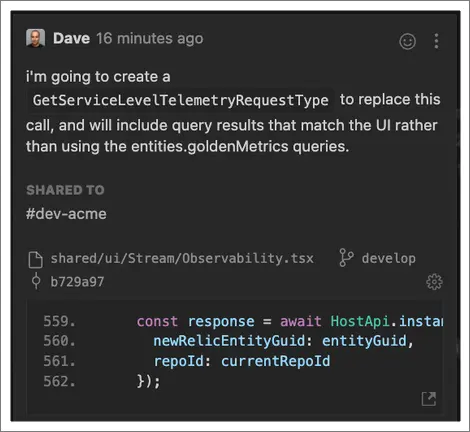 Dave 16 minutes ago
i'm going to create a
GetServiceLevelTelemetryRequestType to replace this
call, and will include query results that match the UI rather
than using the entities.goldenMetrics queries.
SHARED TO
#dev-acme
shared/ui/Stream/Observability.tsx develop
b729a97
559. const response = await HostApi.instan
560. newRelicEntityGuid: entityGuid,
561. repoId: currentRepoId
562. });